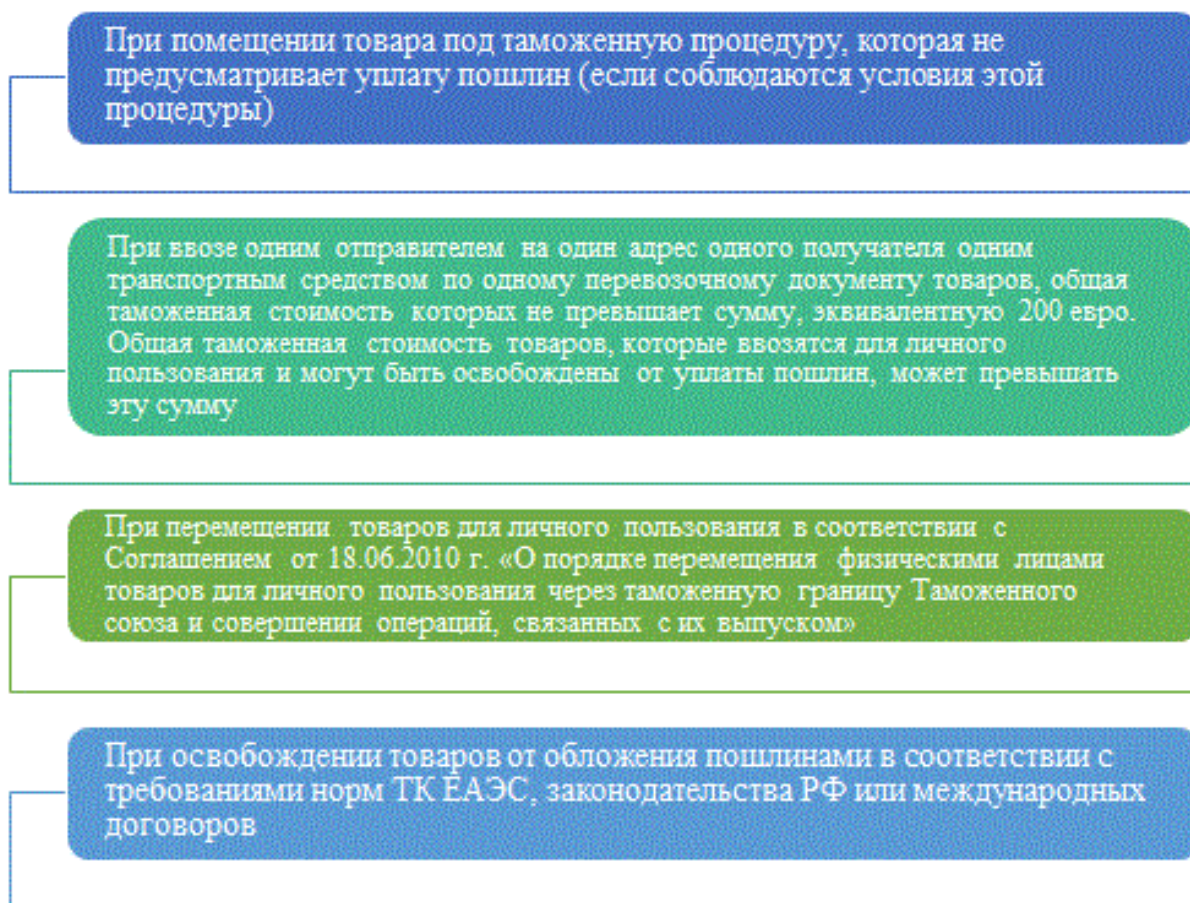 При помещении товара под таможенную процедуру, которая не
предусматривает уплату пошлин (если соблюдаются условия этой
процедуры)
При ввозе одним отправителем на один адрес одного получателя одним
транспортным средством по одному перевозочному документу товаров, общая
таможенная стоимость которых не превышает сумму, эквивалентную 200 евро.
Общая таможенная стоимость товаров, которые ввозятся для личного
пользования и могут быть освобождены от уплаты пошлин, может превышать
эту сумму
При перемещении товаров для личного пользования в соответствии с
Соглашением от 18.06.2010 г. «О порядке перемещения физическими лицами
товаров для личного пользования через таможенную границу Таможенного
союза и совершении операций, связанных с их выпуском»
При освобождении товаров от обложения пошлинами в соответствии с
требованиями норм ТК ЕАЭС, законодательства РФ или международных
договоров